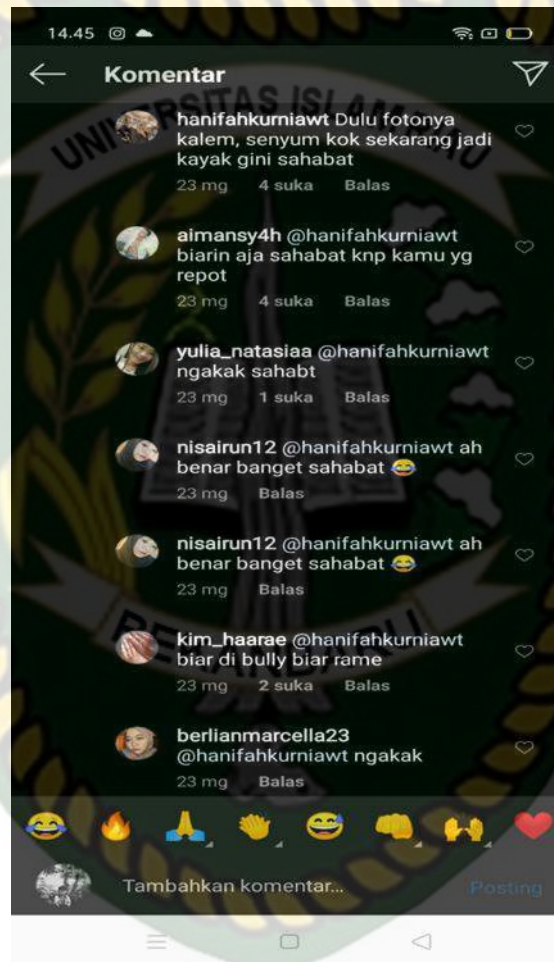 14.45
Komentar
UNIVERSITAS ISLAM RIAU
hanifahkurniawt Dulu fotonya
kalem, senyum kok sekarang jadi
kayak gini sahabat
23 mg 4 suka Balas
aimansy4h @hanifahkurniawt
biarin aja sahabat knp kamu yg
repot
23 mg 4 suka Balas
yulia_natasiaa @hanifahkurniawt
ngakak sahabt
23 mg 1 suka Balas
nisairun12 @hanifahkurniawt ah
benar banget sahabat 😂
23 mg Balas
nisairun12 @hanifahkurniawt ah
benar banget sahabat 😂
23 mg Balas
PEKANBARU
kim_haarae @hanifahkurniawt
biar di bully biar rame
23 mg 2 suka Balas
berlianmarcella23
@hanifahkurniawt ngakak
23 mg Balas
😂 🔥 🙏 👏 😅 👊 🙌 ❤️
Tambahkan komentar... Posting